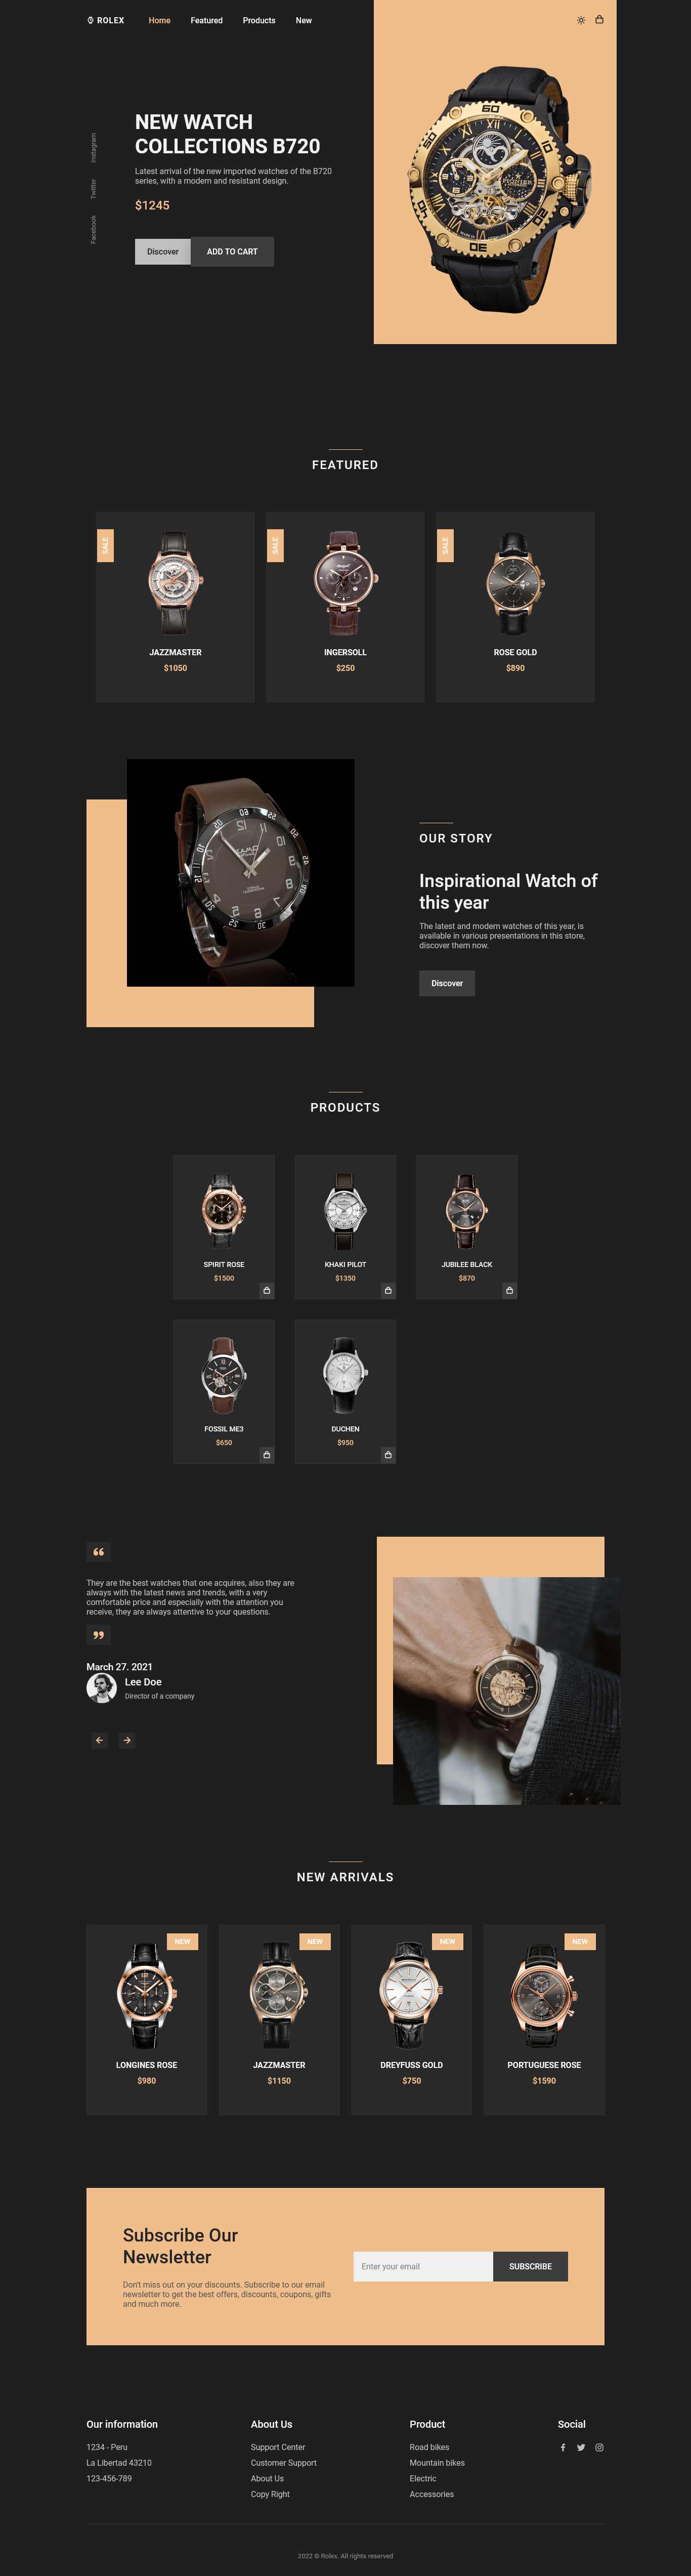 ROLEX
Home
Featured
Products
New
Instagram
Twitter
Facebook
NEW WATCH
COLLECTIONS B720
Latest arrival of the new imported watches of the B720
series, with a modern and resistant design.
$1245
Discover
ADD TO CART
FEATURED
SALE
JAZZMASTER
$1050
SALE
INGERSOLL
$250
SALE
ROSE GOLD
$890
OUR STORY
Inspirational Watch of
this year
The latest and modern watches of this year, is
available in various presentations in this store,
discover them now.
Discover
PRODUCTS
SPIRIT ROSE
$1500
KHAKI PILOT
$1350
JUBILEE BLACK
$870
FOSSIL ME3
$650
DUCHEN
$950
They are the best watches that one acquires, also they are
always with the latest news and trends, with a very
comfortable price and especially with the attention you
receive, they are always attentive to your questions.
March 27. 2021
Lee Doe
Director of a company
NEW ARRIVALS
NEW
LONGINES ROSE
$980
NEW
JAZZMASTER
$1150
NEW
DREYFUSS GOLD
$750
NEW
PORTUGUESE ROSE
$1590
Subscribe Our
Newsletter
Don't miss out on your discounts. Subscribe to our email
newsletter to get the best offers, discounts, coupons, gifts
and much more.
Enter your email
SUBSCRIBE
Our information
1234 - Peru
La Libertad 43210
123-456-789
About Us
Support Center
Customer Support
About Us
Copy Right
Product
Road bikes
Mountain bikes
Electric
Accessories
Social
2022 © Rolex. All rights reserved